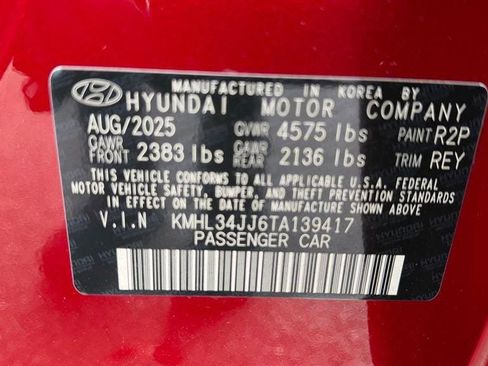 MANUFACTURED IN KOREA BY
HYUNDAI MOTOR COMPANY
AUG/2025 GVWR 4575 lbs PAINT R2P
GAWR FRONT 2383 lbs GAWR REAR 2136 lbs TRIM REY
THIS VEHICLE CONFORMS TO ALL APPLICABLE U.S.A. FEDERAL
MOTOR VEHICLE SAFETY, BUMPER, AND THEFT PREVENTION STANDARDS
IN EFFECT ON THE DATE OF MANUFACTURE SHOWN ABOVE.
V.I.N KMHL34JJ6TA139417
PASSENGER CAR